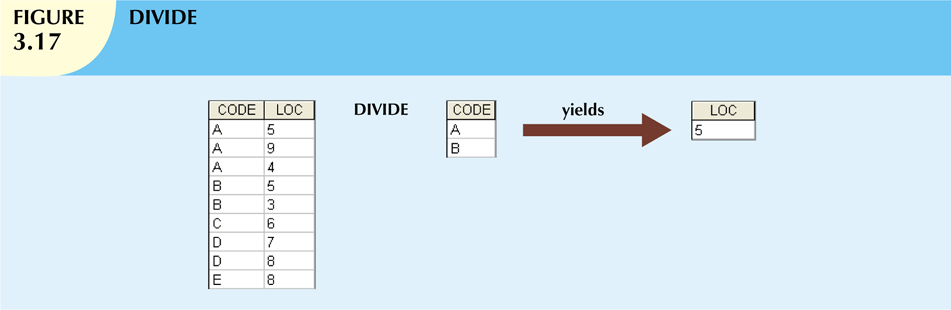 FIGURE 3.17
DIVIDE
CODE LOC
A 5
A 9
A 4
B 5
B 3
C 6
D 7
D 8
E 8
DIVIDE
CODE
A
B
yields
LOC
5